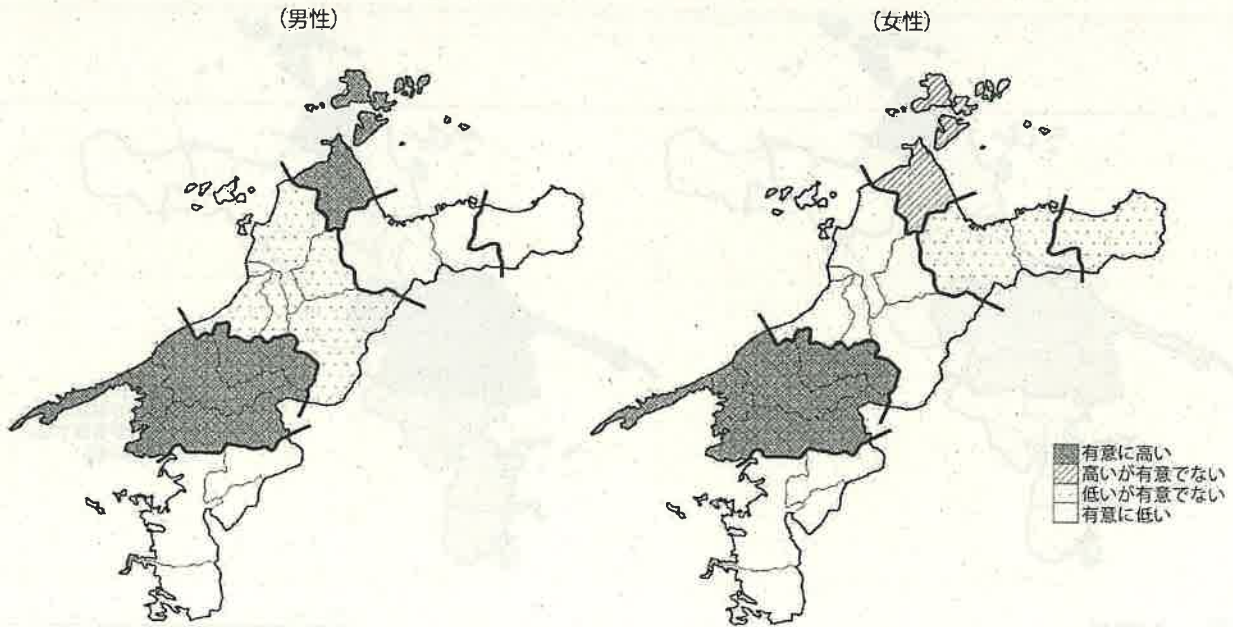 (男性)
(女性)
有意に高い
高いが有意でない
低いが有意でない
有意に低い